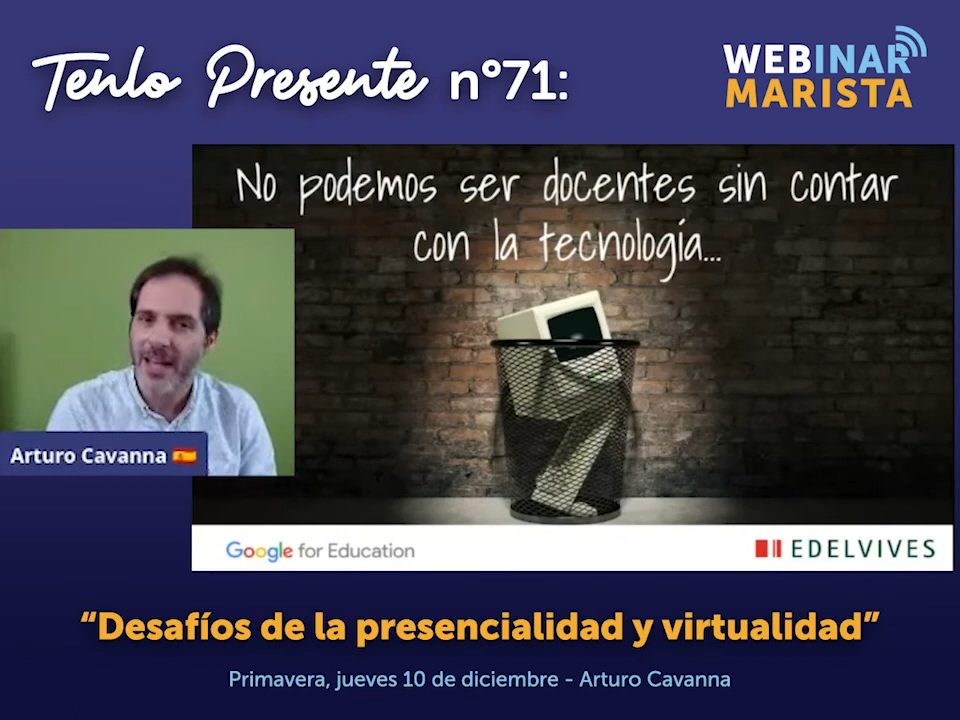 Tenlo Presente n°71:
WEBINAR
MARISTA
No podemos ser docentes sin contar
con la tecnología...
Arturo Cavanna
Google for Education
EDELVIVES
“Desafíos de la presencialidad y virtualidad”
Primavera, jueves 10 de diciembre - Arturo Cavanna